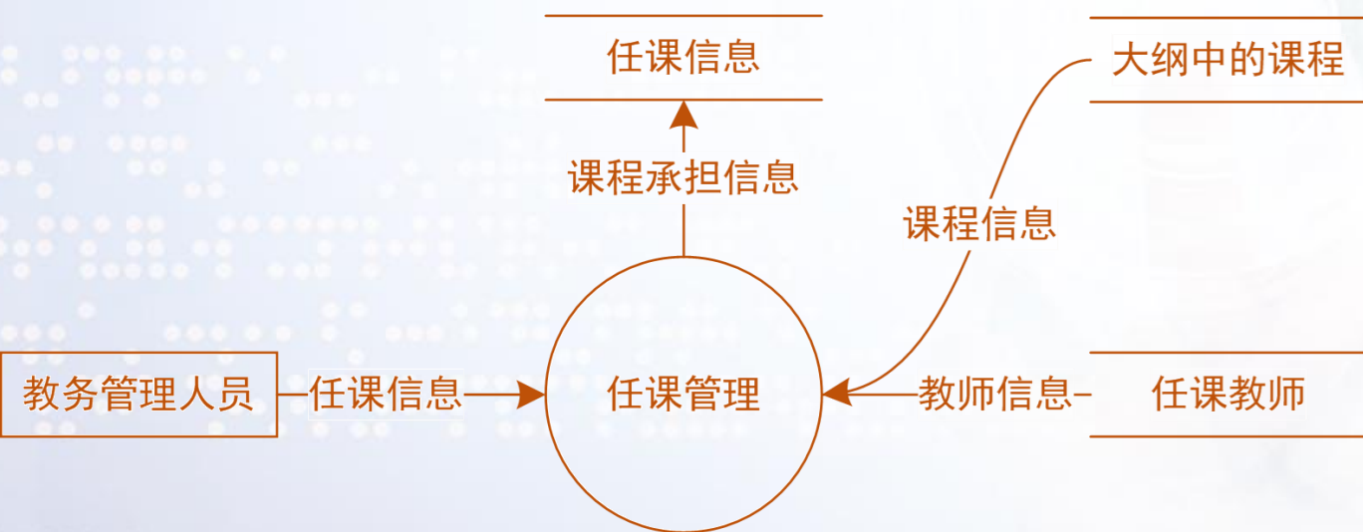 任课信息
大纲中的课程
课程承担信息
课程信息
教务管理人员
任课信息
任课管理
教师信息
任课教师